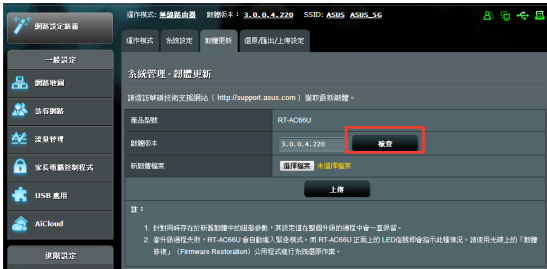 運作模式: 無線路由器 韌體版本: 3.0.0.4.220 SSID: ASUS ASUS_5G
網路設定精靈
運作模式 系統設定 韌體更新 還原/匯出/上傳設定
一般設定
網路地圖
訪客網路
流量管理
家長電腦控制程式
USB 應用
AiCloud
進階設定
系統管理 - 韌體更新
請造訪華碩技術支援網站（ http://support.asus.com ）獲取最新韌體。
產品型號 RT-AC66U
韌體版本 3.0.0.4.220 檢查
新韌體檔案 選擇檔案 未選擇檔案
上傳
註：
1. 針對同時存在於新舊韌體中的組態參數，其設定值在整個升級的過程中會一直保留。
2. 當升級過程失敗，RT-AC66U 會自動進入緊急模式。而 RT-AC66U 正面上的 LED信號即會指示此種情況。請使用光碟上的「韌體
修復」（Firmware Restoration）公用程式進行系統還原作業。